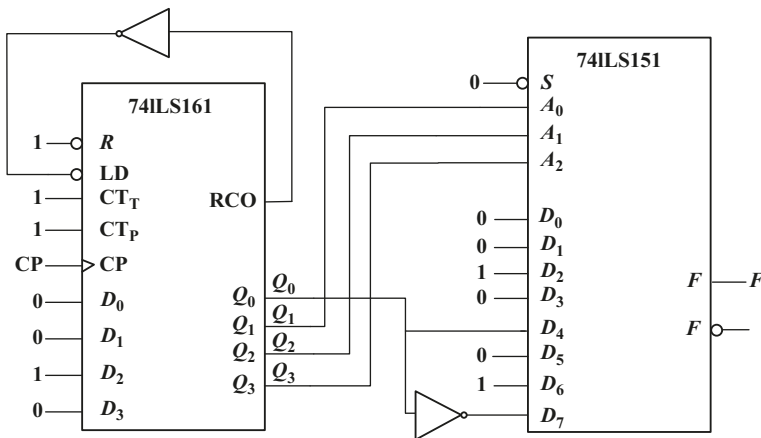 74lLS161
1 R
LD
1 CT_T
RCO
1 CT_P
CP CP
0 D_0
0 D_1
1 D_2
0 D_3
Q_0 Q_0
Q_1 Q_1
Q_2 Q_2
Q_3 Q_3
74lLS151
0 S
A_0
A_1
A_2
0 D_0
0 D_1
1 D_2
0 D_3
D_4
0 D_5
1 D_6
D_7
F F
F